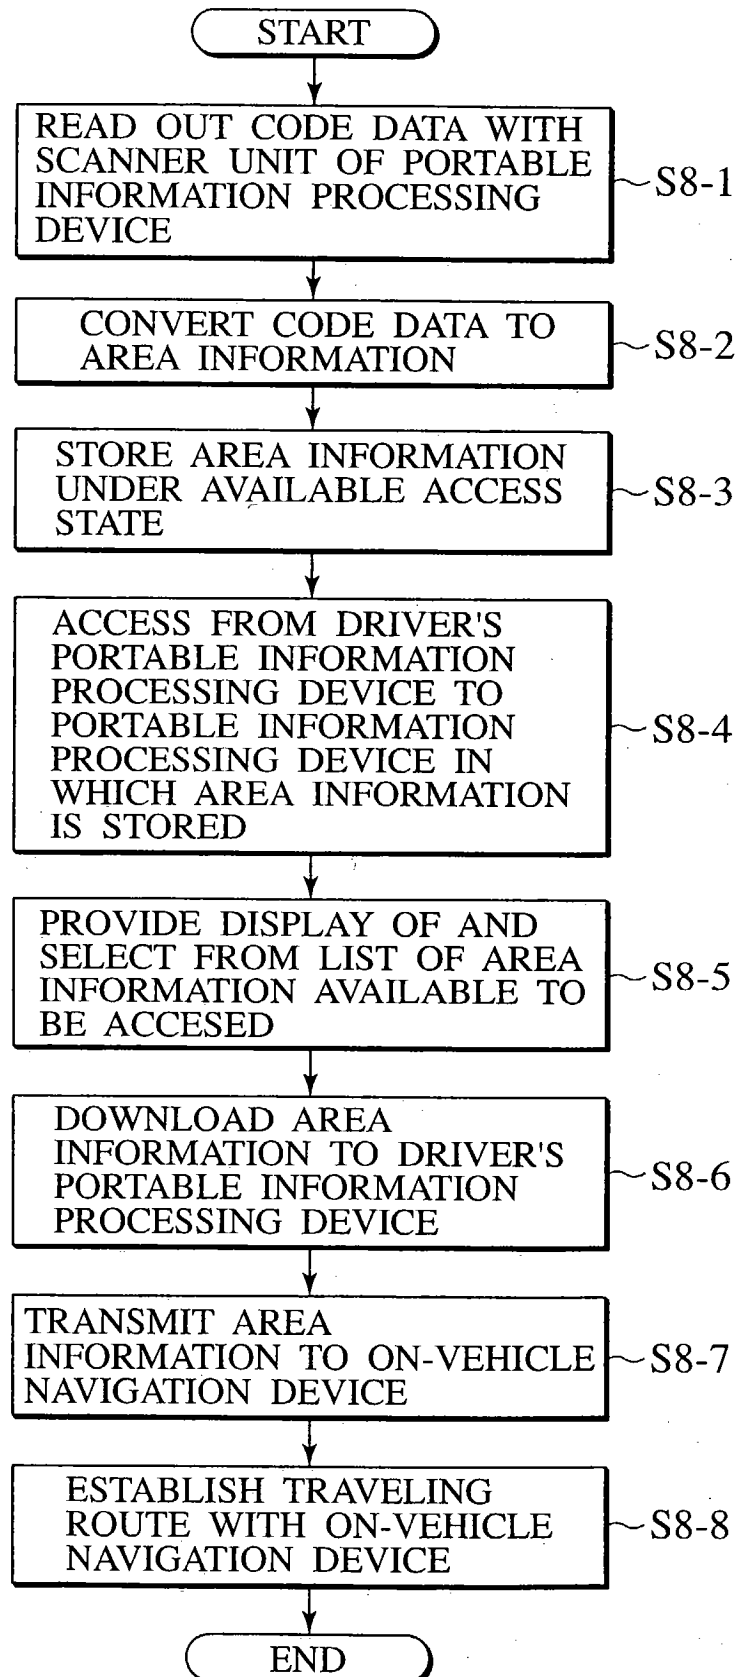 START
READ OUT CODE DATA WITH
SCANNER UNIT OF PORTABLE
INFORMATION PROCESSING
DEVICE
S8-1
CONVERT CODE DATA TO
AREA INFORMATION
S8-2
STORE AREA INFORMATION
UNDER AVAILABLE ACCESS
STATE
S8-3
ACCESS FROM DRIVER'S
PORTABLE INFORMATION
PROCESSING DEVICE TO
PORTABLE INFORMATION
PROCESSING DEVICE IN
WHICH AREA INFORMATION
IS STORED
S8-4
PROVIDE DISPLAY OF AND
SELECT FROM LIST OF AREA
INFORMATION AVAILABLE TO
BE ACCESED
S8-5
DOWNLOAD AREA
INFORMATION TO DRIVER'S
PORTABLE INFORMATION
PROCESSING DEVICE
S8-6
TRANSMIT AREA
INFORMATION TO ON-VEHICLE
NAVIGATION DEVICE
S8-7
ESTABLISH TRAVELING
ROUTE WITH ON-VEHICLE
NAVIGATION DEVICE
S8-8
END